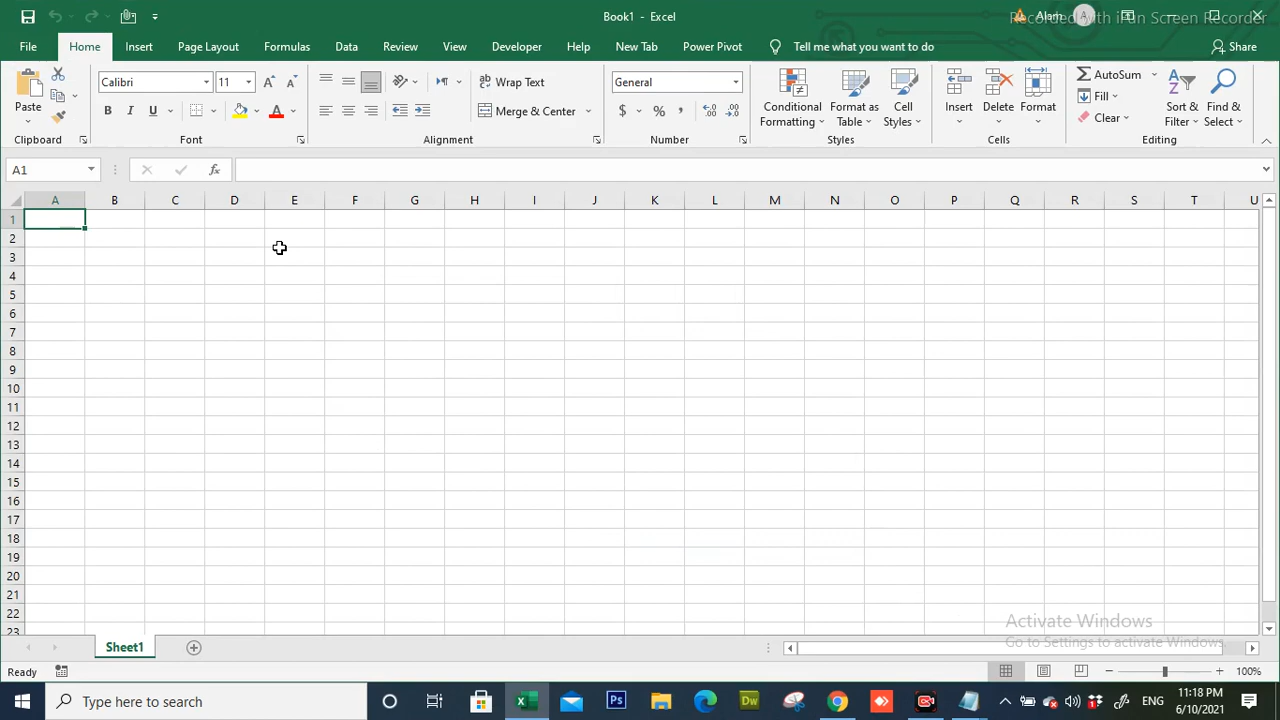 Book1 - Excel
Alam A
Recorded with iFun Screen Recorder
File Home Insert Page Layout Formulas Data Review View Developer Help New Tab Power Pivot Tell me what you want to do Share
Paste
Clipboard
Calibri 11
B I U
Font
Wrap Text
Merge & Center
Alignment
General
$ % ,
Number
Conditional Formatting
Format as Table
Cell Styles
Styles
Insert Delete Format
Cells
AutoSum
Fill
Clear
Sort & Filter
Find & Select
Editing
A1 fx
A B C D E F G H I J K L M N O P Q R S T U
1
2
3
4
5
6
7
8
9
10
11
12
13
14
15
16
17
18
19
20
21
22
23
Activate Windows
Go to Settings to activate Windows.
Sheet1
Ready 100%
Type here to search
Ps
Dw
ENG
11:18 PM
6/10/2021